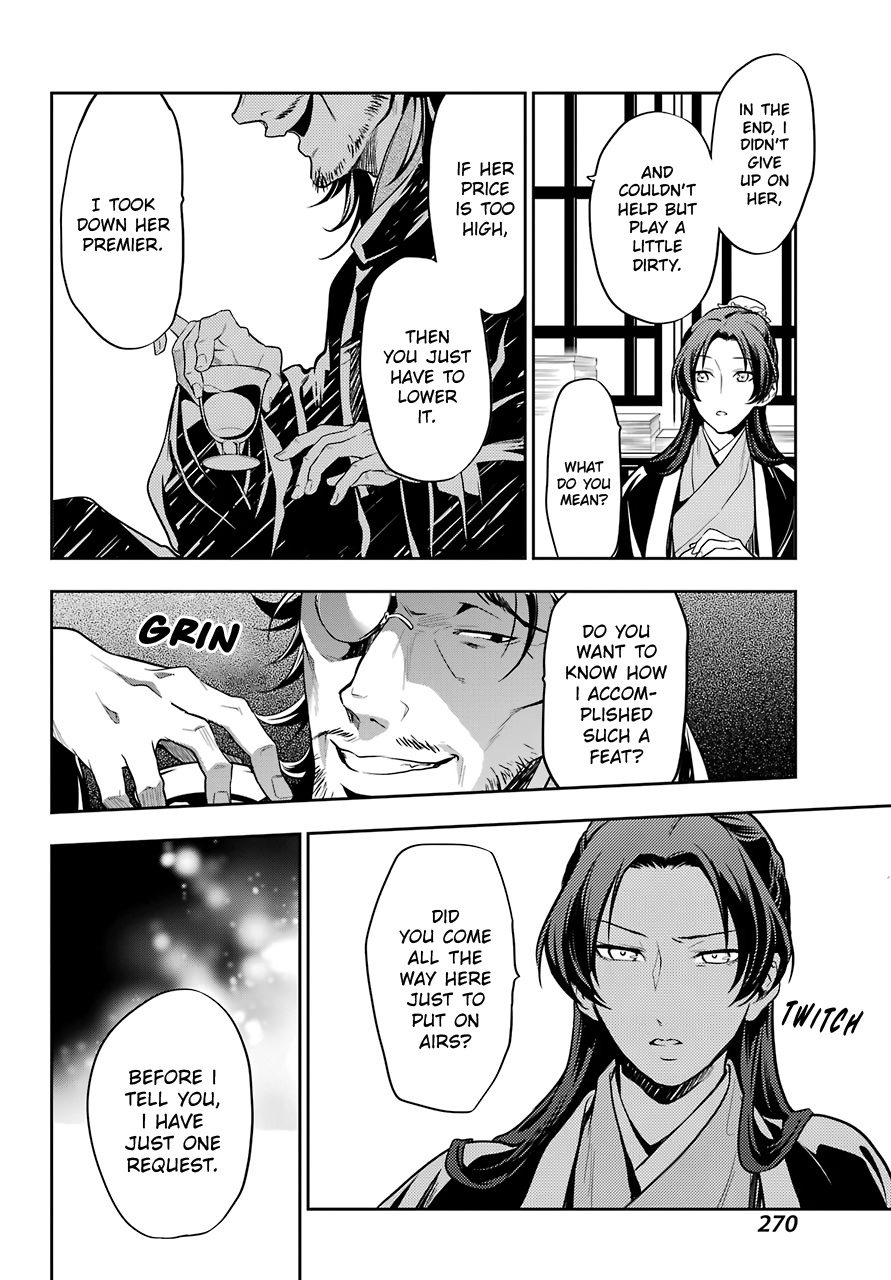 IN THE
END, I
DIDN'T
GIVE
UP ON
HER,
AND
COULDN'T
HELP BUT
PLAY A
LITTLE
DIRTY.
WHAT
DO YOU
MEAN?
IF HER
PRICE
IS TOO
HIGH,
THEN
YOU JUST
HAVE TO
LOWER
IT.
I TOOK
DOWN HER
PREMIER.
DO YOU
WANT TO
KNOW HOW
I ACCOM-
PLISHED
SUCH A
FEAT?
GRIN
TWITCH
DID
YOU COME
ALL THE
WAY HERE
JUST TO
PUT ON
AIRS?
BEFORE I
TELL YOU,
I HAVE
JUST ONE
REQUEST.
270